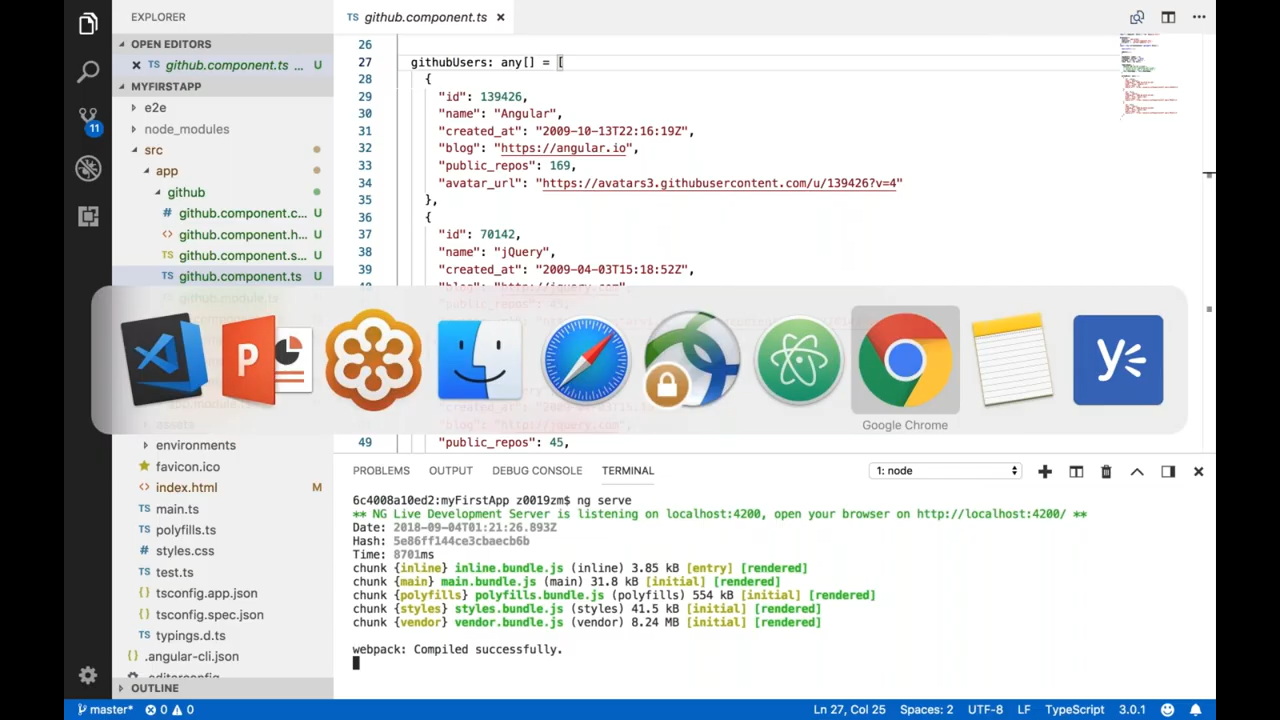 EXPLORER
OPEN EDITORS
github.component.ts ... U
MYFIRSTAPP
e2e
node_modules
src
app
github
github.component.c... U
github.component.h... U
github.component.s... U
github.component.ts U
github.module.ts
environments
favicon.ico
index.html M
main.ts
polyfills.ts
styles.css
test.ts
tsconfig.app.json
tsconfig.spec.json
typings.d.ts
.angular-cli.json
OUTLINE
11
TS github.component.ts
26
27 githubUsers: any[] = [
28 {
29 "id": 139426,
30 "name": "Angular",
31 "created_at": "2009-10-13T22:16:19Z",
32 "blog": "https://angular.io",
33 "public_repos": 169,
34 "avatar_url": "https://avatars3.githubusercontent.com/u/139426?v=4"
35 },
36 {
37 "id": 70142,
38 "name": "jQuery",
39 "created_at": "2009-04-03T15:18:52Z",
49 "public_repos": 45,
Google Chrome
PROBLEMS OUTPUT DEBUG CONSOLE TERMINAL 1: node
6c4008a10ed2:myFirstApp z0019zm$ ng serve
** NG Live Development Server is listening on localhost:4200, open your browser on http://localhost:4200/ **
Date: 2018-09-04T01:21:26.893Z
Hash: 5e86ff144ce3cbaecb6b
Time: 8701ms
chunk {inline} inline.bundle.js (inline) 3.85 kB [entry] [rendered]
chunk {main} main.bundle.js (main) 31.8 kB [initial] [rendered]
chunk {polyfills} polyfills.bundle.js (polyfills) 554 kB [initial] [rendered]
chunk {styles} styles.bundle.js (styles) 41.5 kB [initial] [rendered]
chunk {vendor} vendor.bundle.js (vendor) 8.24 MB [initial] [rendered]
webpack: Compiled successfully.
master* 0 0 Ln 27, Col 25 Spaces: 2 UTF-8 LF TypeScript 3.0.1